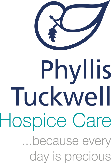 Phyllis
Tuckwell
Hospice Care
...because every
day is precious